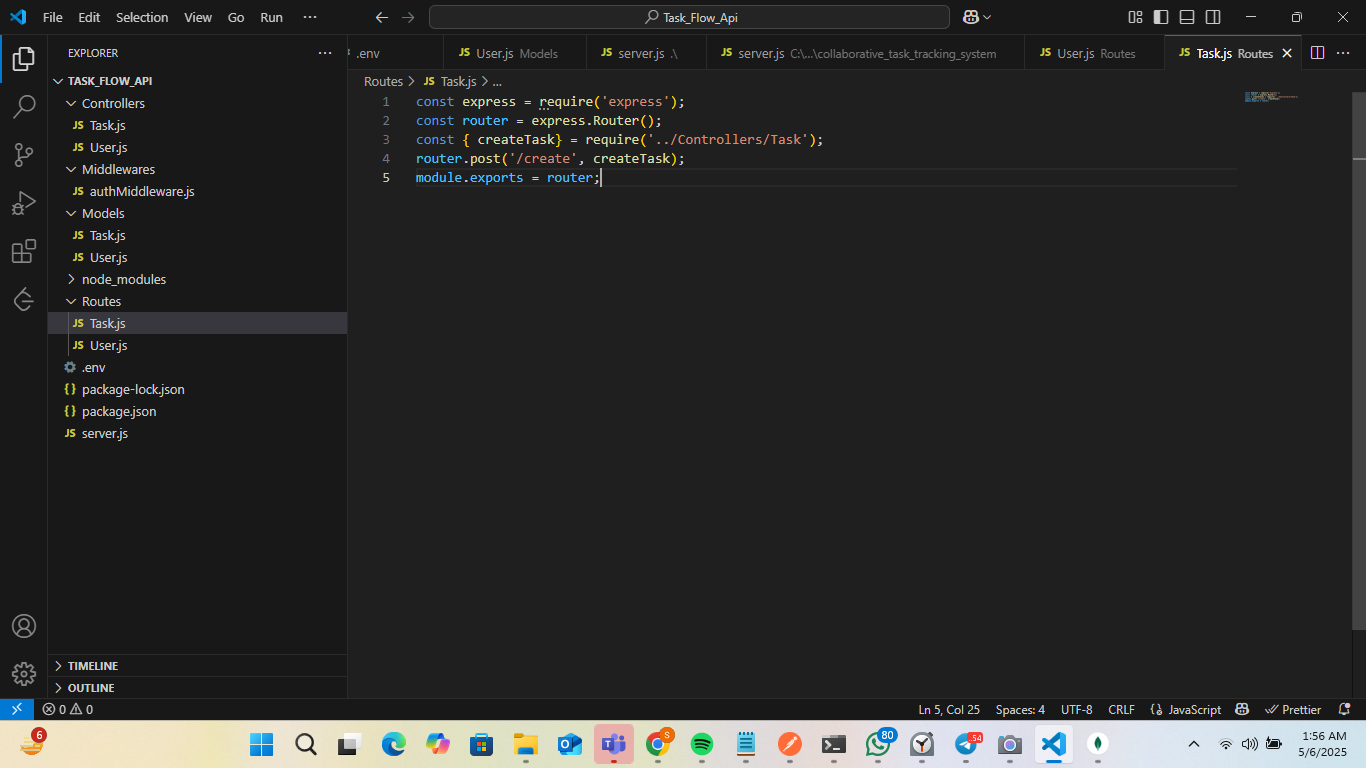 File Edit Selection View Go Run ··· Task_Flow_Api
EXPLORER ···
.env JS User.js Models JS server.js .\ JS server.js C:\...\collaborative_task_tracking_system JS User.js Routes JS Task.js Routes ···
TASK_FLOW_API
Controllers
JS Task.js
JS User.js
Middlewares
JS authMiddleware.js
Models
JS Task.js
JS User.js
node_modules
Routes
JS Task.js
JS User.js
.env
{} package-lock.json
{} package.json
JS server.js
TIMELINE
OUTLINE
Routes > JS Task.js > ...
1 const express = require('express');
2 const router = express.Router();
3 const { createTask} = require('../Controllers/Task');
4 router.post('/create', createTask);
5 module.exports = router;
0 0 Ln 5, Col 25 Spaces: 4 UTF-8 CRLF {} JavaScript Prettier
6
S
80
54
1:56 AM
5/6/2025